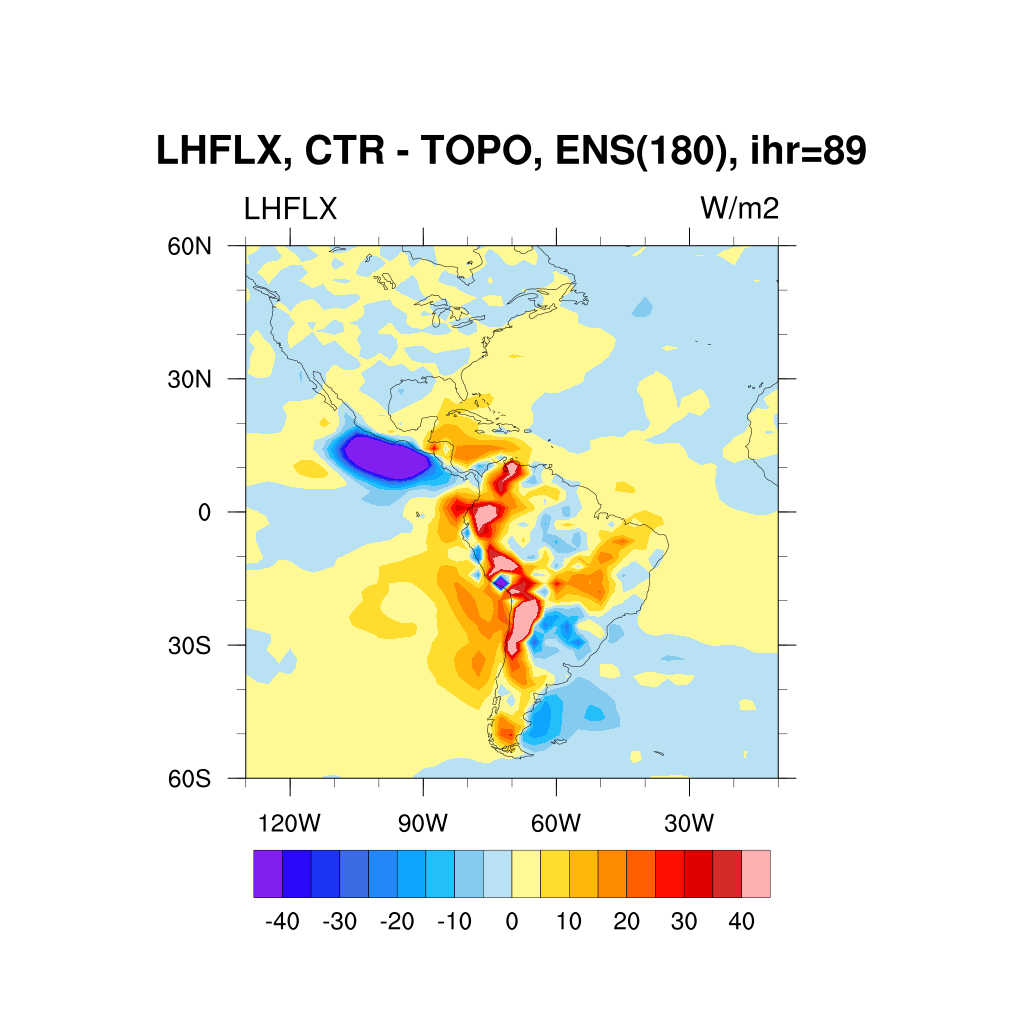 LHFLX, CTR - TOPO, ENS(180), ihr=89
LHFLX W/m2
60N
30N
0
30S
60S
120W 90W 60W 30W
-40 -30 -20 -10 0 10 20 30 40